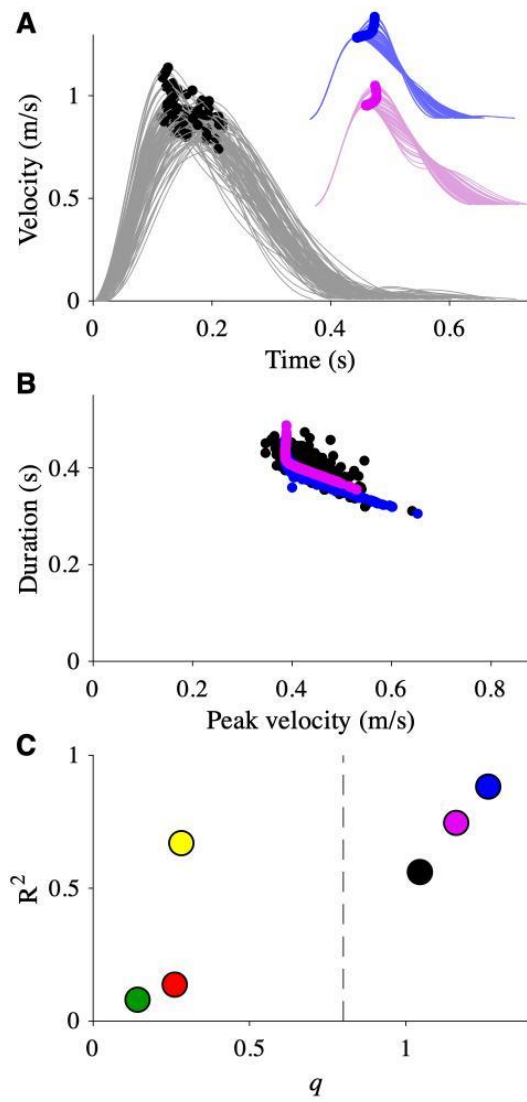 A
Velocity (m/s)
1
0.5
0
0 0.2 0.4 0.6
Time (s)
B
Duration (s)
0.4
0.2
0
0 0.2 0.4 0.6 0.8
Peak velocity (m/s)
C
R²
1
0.5
0
0 0.5 1
q